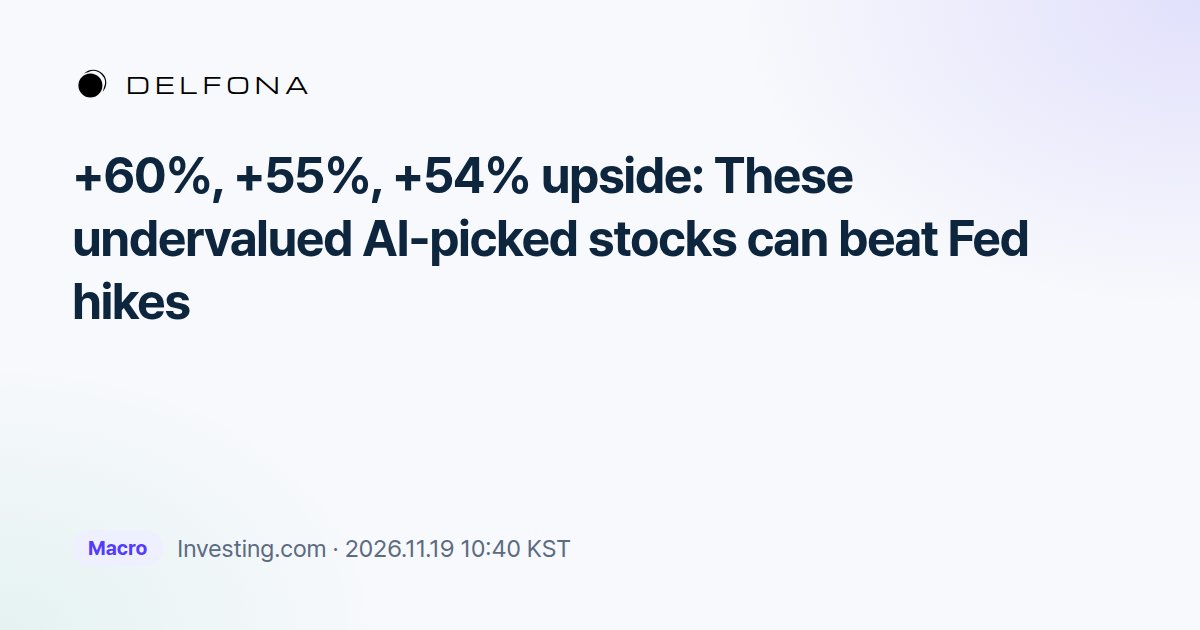 DELFONA
+60%, +55%, +54% upside: These
undervalued AI-picked stocks can beat Fed
hikes
Macro Investing.com · 2026.11.19 10:40 KST